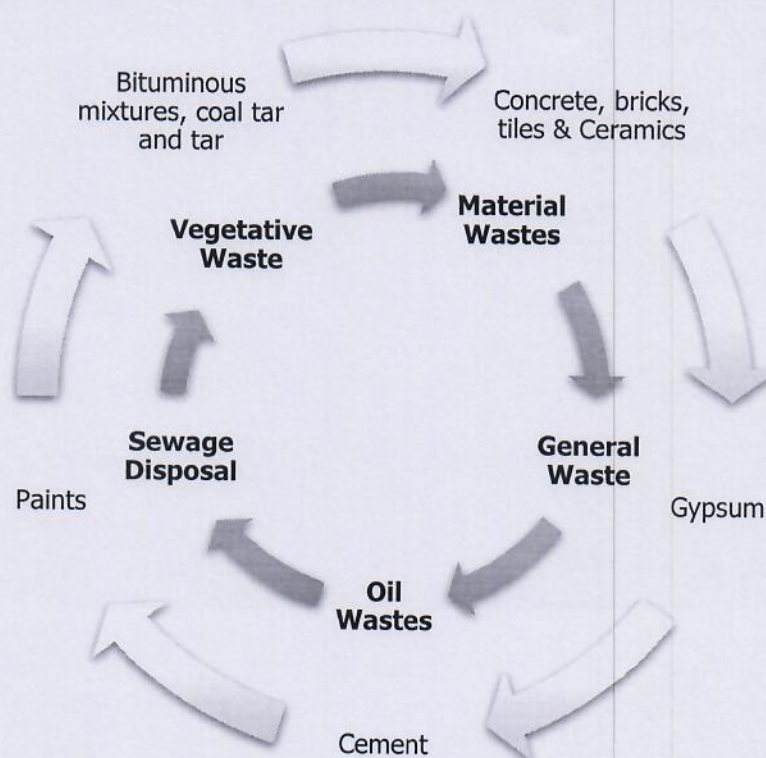 Bituminous
mixtures, coal tar
and tar
Concrete, bricks,
tiles & Ceramics
Vegetative
Waste
Material
Wastes
Sewage
Disposal
General
Waste
Paints
Gypsum
Oil
Wastes
Cement